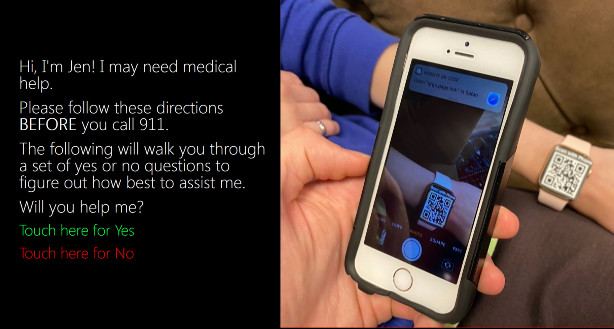 Hi, I'm Jen! I may need medical
help.
Please follow these directions
BEFORE you call 911.
The following will walk you through
a set of yes or no questions to
figure out how best to assist me.
Will you help me?
Touch here for Yes
Touch here for No